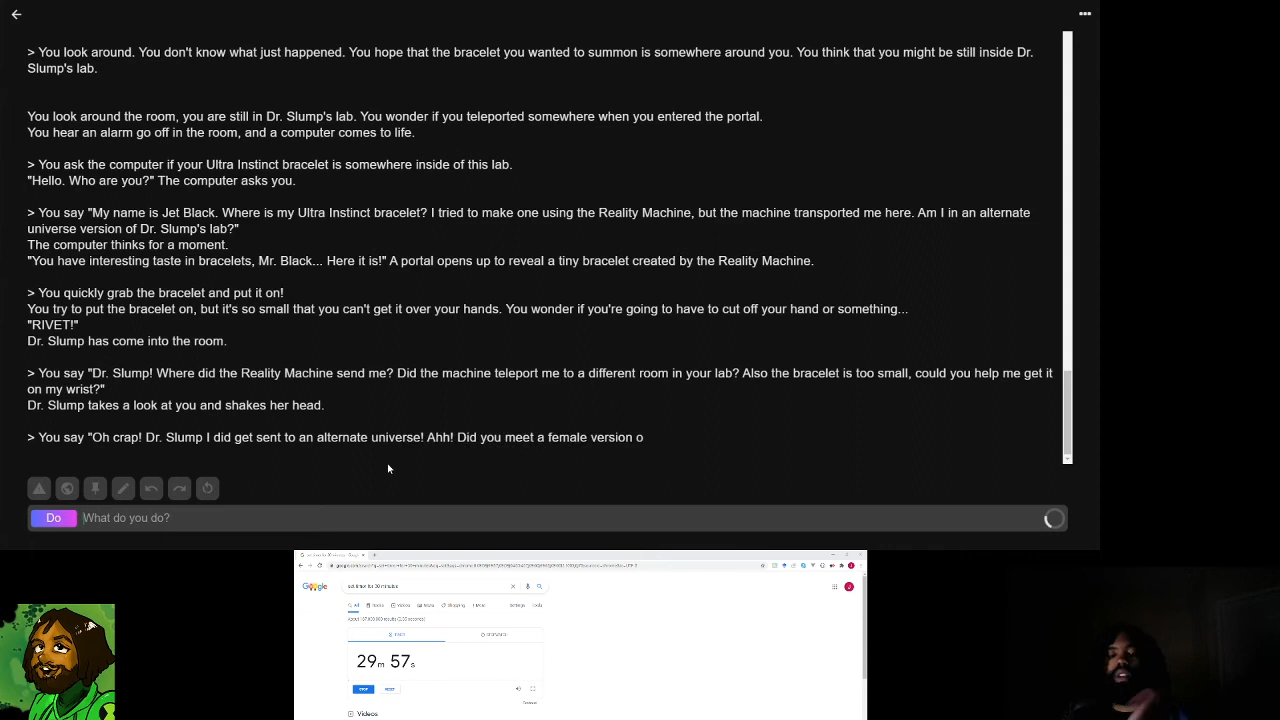 > You look around. You don't know what just happened. You hope that the bracelet you wanted to summon is somewhere around you. You think that you might be still inside Dr.
Slump's lab.
You look around the room, you are still in Dr. Slump's lab. You wonder if you teleported somewhere when you entered the portal.
You hear an alarm go off in the room, and a computer comes to life.
> You ask the computer if your Ultra Instinct bracelet is somewhere inside of this lab.
"Hello. Who are you?" The computer asks you.
> You say "My name is Jet Black. Where is my Ultra Instinct bracelet? I tried to make one using the Reality Machine, but the machine transported me here. Am I in an alternate
universe version of Dr. Slump's lab?"
The computer thinks for a moment.
"You have interesting taste in bracelets, Mr. Black... Here it is!" A portal opens up to reveal a tiny bracelet created by the Reality Machine.
> You quickly grab the bracelet and put it on!
You try to put the bracelet on, but it's so small that you can't get it over your hands. You wonder if you're going to have to cut off your hand or something...
"RIVET!"
Dr. Slump has come into the room.
> You say "Dr. Slump! Where did the Reality Machine send me? Did the machine teleport me to a different room in your lab? Also the bracelet is too small, could you help me get it
on my wrist?"
Dr. Slump takes a look at you and shakes her head.
> You say "Oh crap! Dr. Slump I did get sent to an alternate universe! Ahh! Did you meet a female version o
Do What do you do?
Google
All Videos Shopping More Settings Tools
29m 57s
STOP RESET
Videos